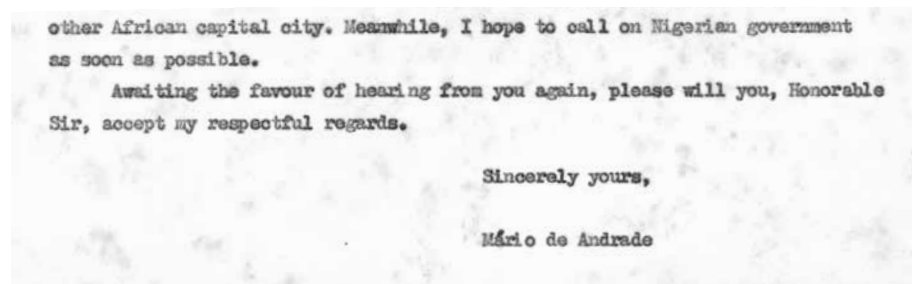 other African capital city. Meanwhile, I hope to call on Nigerian government
as soon as possible.
Awaiting the favour of hearing from you again, please will you, Honorable
Sir, accept my respectful regards.
Sincerely yours,
Mário de Andrade